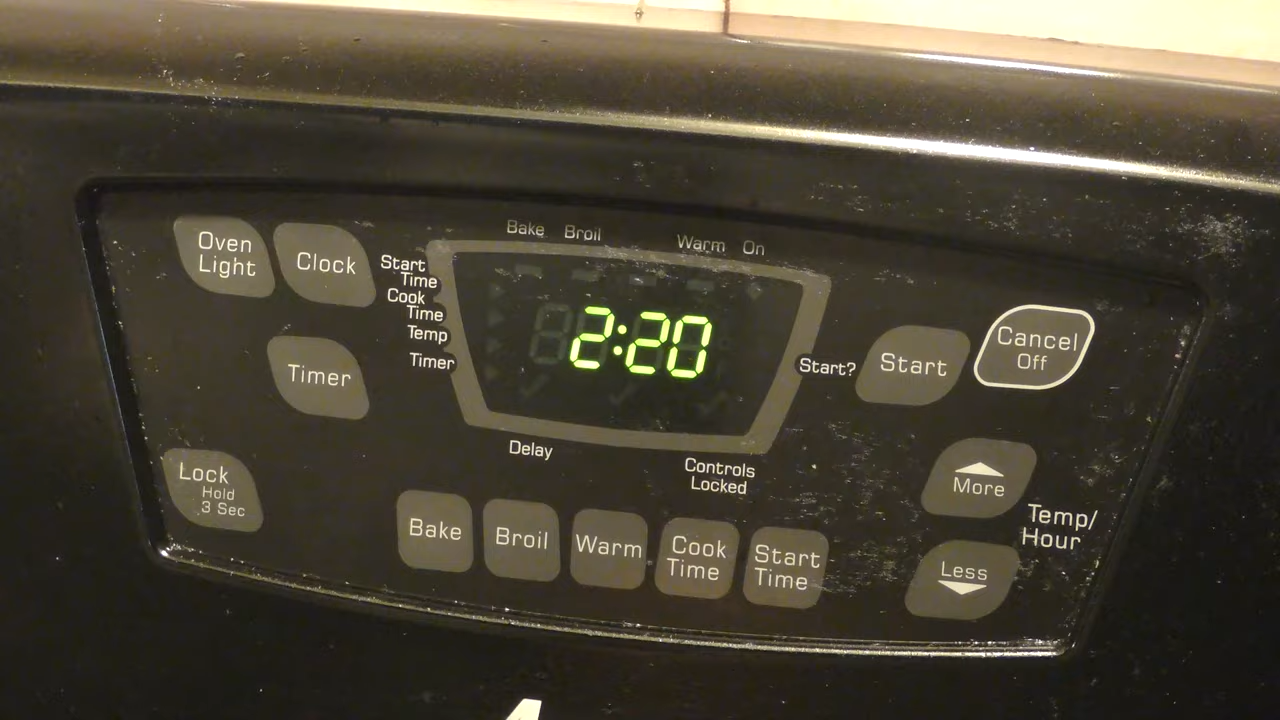 Bake Broil Warm On
Oven
Light
Clock
Start
Time
Cook
Time
Temp
Timer
2:20
Start?
Start
Cancel
Off
Timer
Delay
Controls
Locked
Lock
Hold
3 Sec
More
Temp/
Hour
Less
Bake
Broil
Warm
Cook
Time
Start
Time